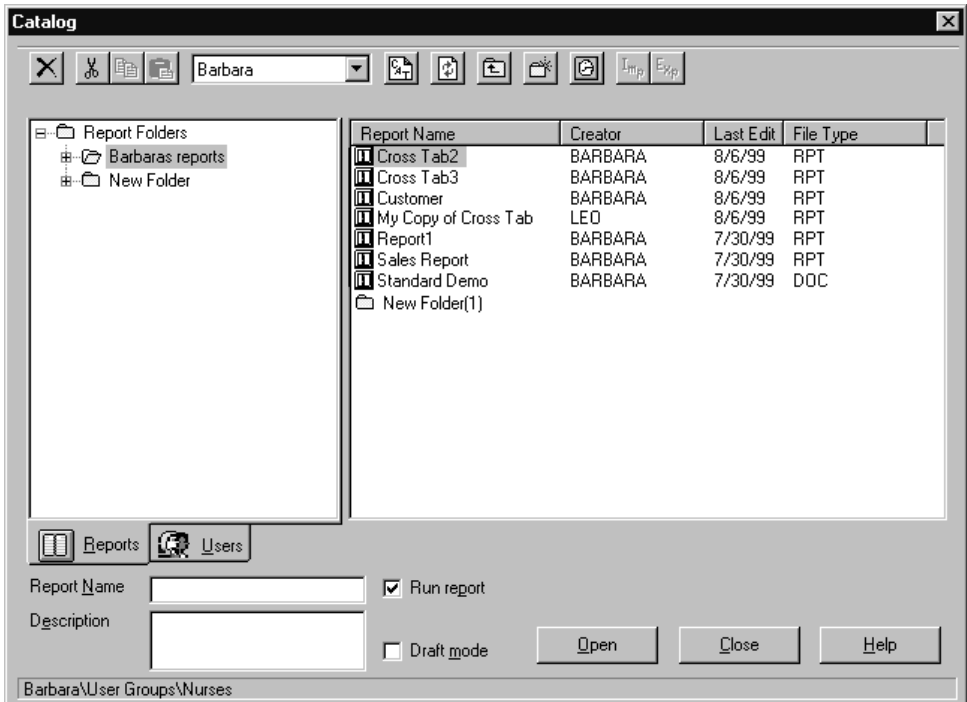 Catalog
Barbara
Imp Exp
Report Folders
Barbaras reports
New Folder
Report Name Creator Last Edit File Type
Cross Tab2 BARBARA 8/6/99 RPT
Cross Tab3 BARBARA 8/6/99 RPT
Customer BARBARA 8/6/99 RPT
My Copy of Cross Tab LEO 8/6/99 RPT
Report1 BARBARA 7/30/99 RPT
Sales Report BARBARA 7/30/99 RPT
Standard Demo BARBARA 7/30/99 DOC
New Folder(1)
Reports Users
Report Name Run report
Description
Draft mode Open Close Help
Barbara\User Groups\Nurses